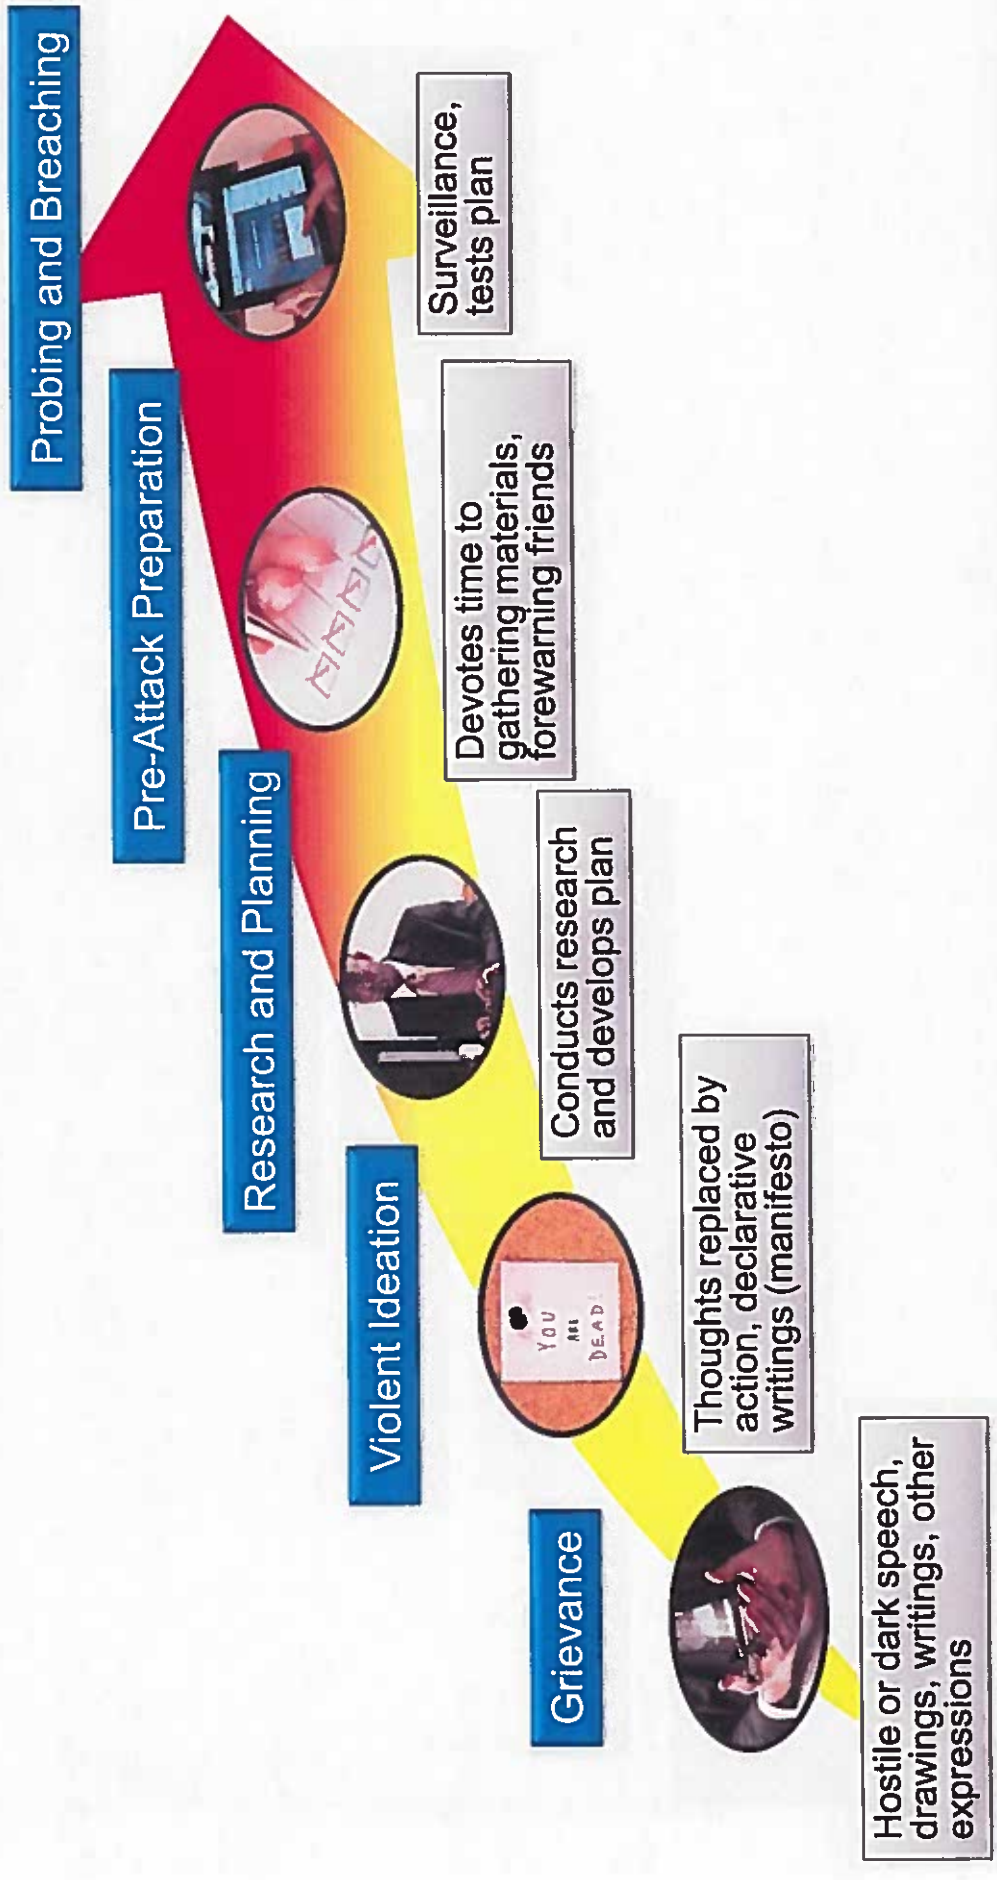 Grievance
Hostile or dark speech,
drawings, writings, other
expressions
Violent Ideation
YOU
ARE
DEAD!
Thoughts replaced by
action, declarative
writings (manifesto)
Research and Planning
Conducts research
and develops plan
Pre-Attack Preparation
Devotes time to
gathering materials,
forewarning friends
Probing and Breaching
Surveillance,
tests plan